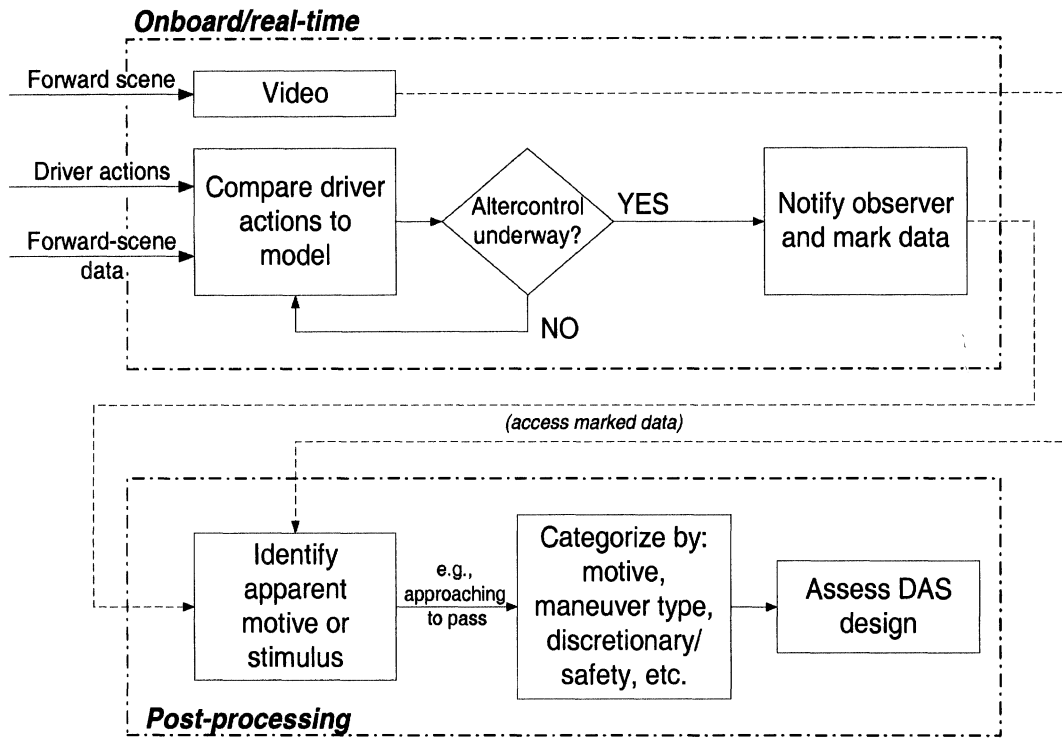 Onboard/real-time
Forward scene
Video
Driver actions
Forward-scene
data
Compare driver
actions to
model
Altercontrol
underway?
YES
NO
Notify observer
and mark data
(access marked data)
Identify
apparent
motive or
stimulus
e.g.,
approaching
to pass
Categorize by:
motive,
maneuver type,
discretionary/
safety, etc.
Assess DAS
design
Post-processing